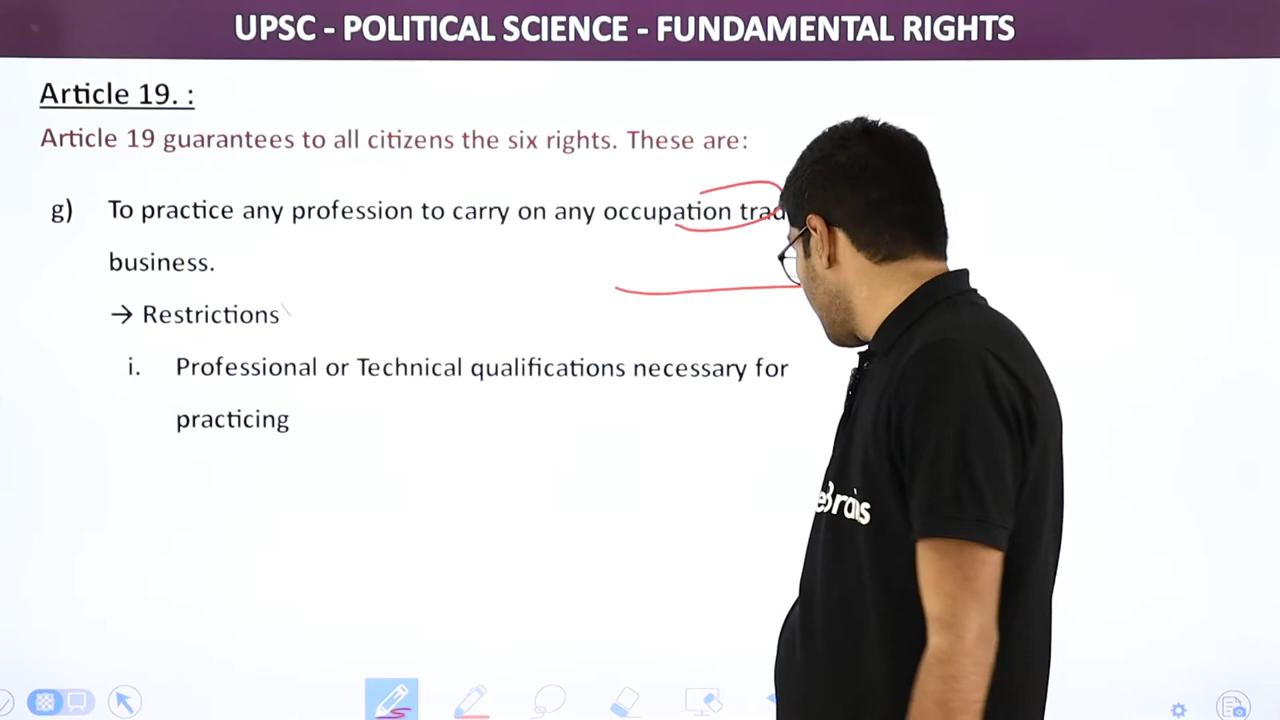 UPSC - POLITICAL SCIENCE - FUNDAMENTAL RIGHTS
Article 19. :
Article 19 guarantees to all citizens the six rights. These are:
g) To practice any profession to carry on any occupation
business.
→ Restrictions
i. Professional or Technical qualifications necessary for
practicing